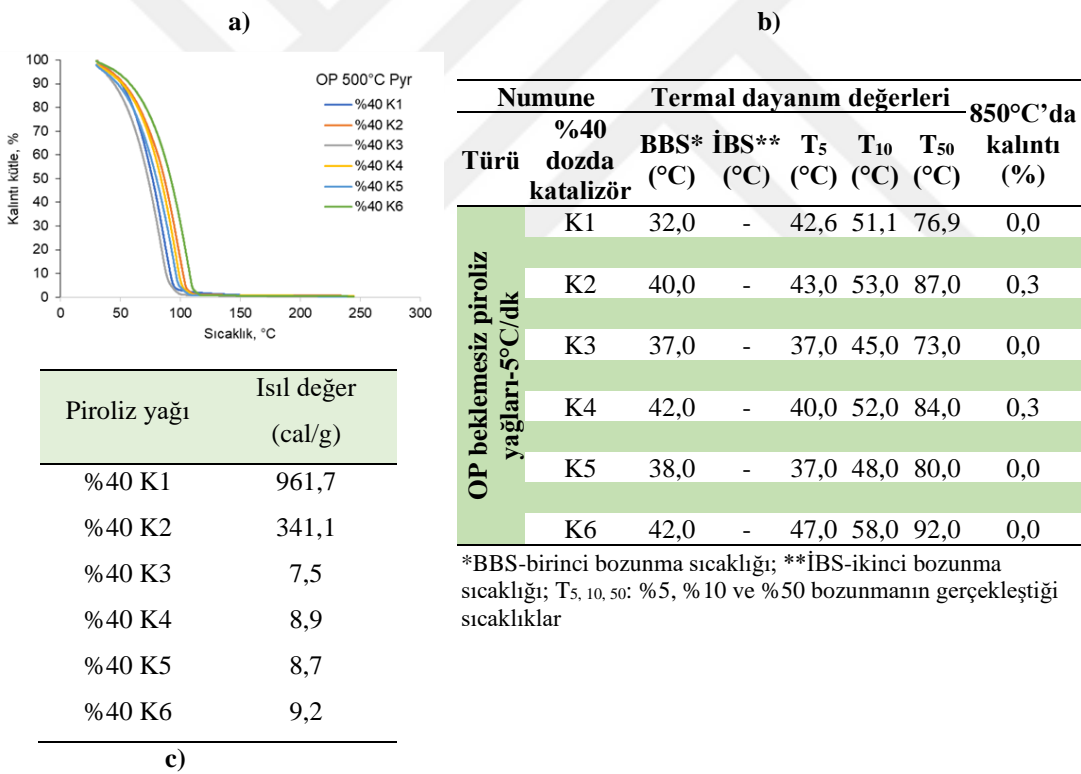 a)
b)
100
90
80
70
60
50
40
30
20
10
0
Kalıntı kütle, %
OP 500°C Pyr
%40 K1
%40 K2
%40 K3
%40 K4
%40 K5
%40 K6
0 50 100 150 200 250 300
Sıcaklık, °C
Numune Termal dayanım değerleri 850°C’da kalıntı (%)
Türü %40 dozda katalizör BBS* (°C) İBS** (°C) T5 (°C) T10 (°C) T50 (°C)
OP beklemesiz piroliz
yağları-5°C/dk
K1 32,0 - 42,6 51,1 76,9 0,0
K2 40,0 - 43,0 53,0 87,0 0,3
K3 37,0 - 37,0 45,0 73,0 0,0
K4 42,0 - 40,0 52,0 84,0 0,3
K5 38,0 - 37,0 48,0 80,0 0,0
K6 42,0 - 47,0 58,0 92,0 0,0
*BBS-birinci bozunma sıcaklığı; **İBS-ikinci bozunma
sıcaklığı; T5, 10, 50: %5, %10 ve %50 bozunmanın gerçekleştiği
sıcaklıklar
Piroliz yağı Isıl değer
(cal/g)
%40 K1 961,7
%40 K2 341,1
%40 K3 7,5
%40 K4 8,9
%40 K5 8,7
%40 K6 9,2
c)